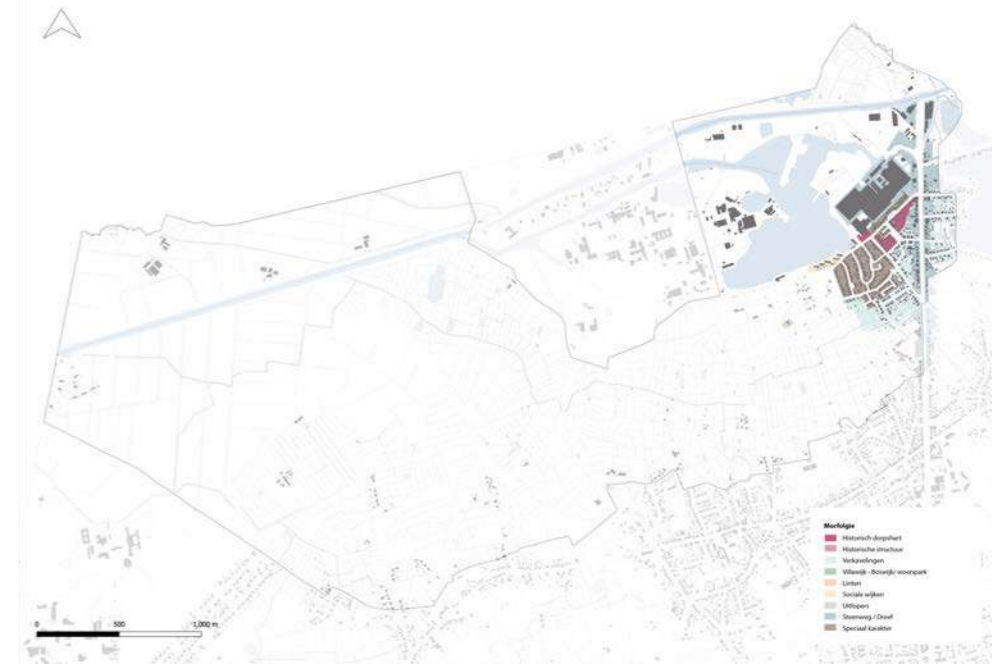 0 500 1,000 m
Morfolgie
Historisch dorpshart
Historische structuur
Verkavelingen
Villawijk - Boswijk/ woonpark
Linten
Sociale wijken
Uitlopers
Steenweg / Dreef
Speciaal karakter